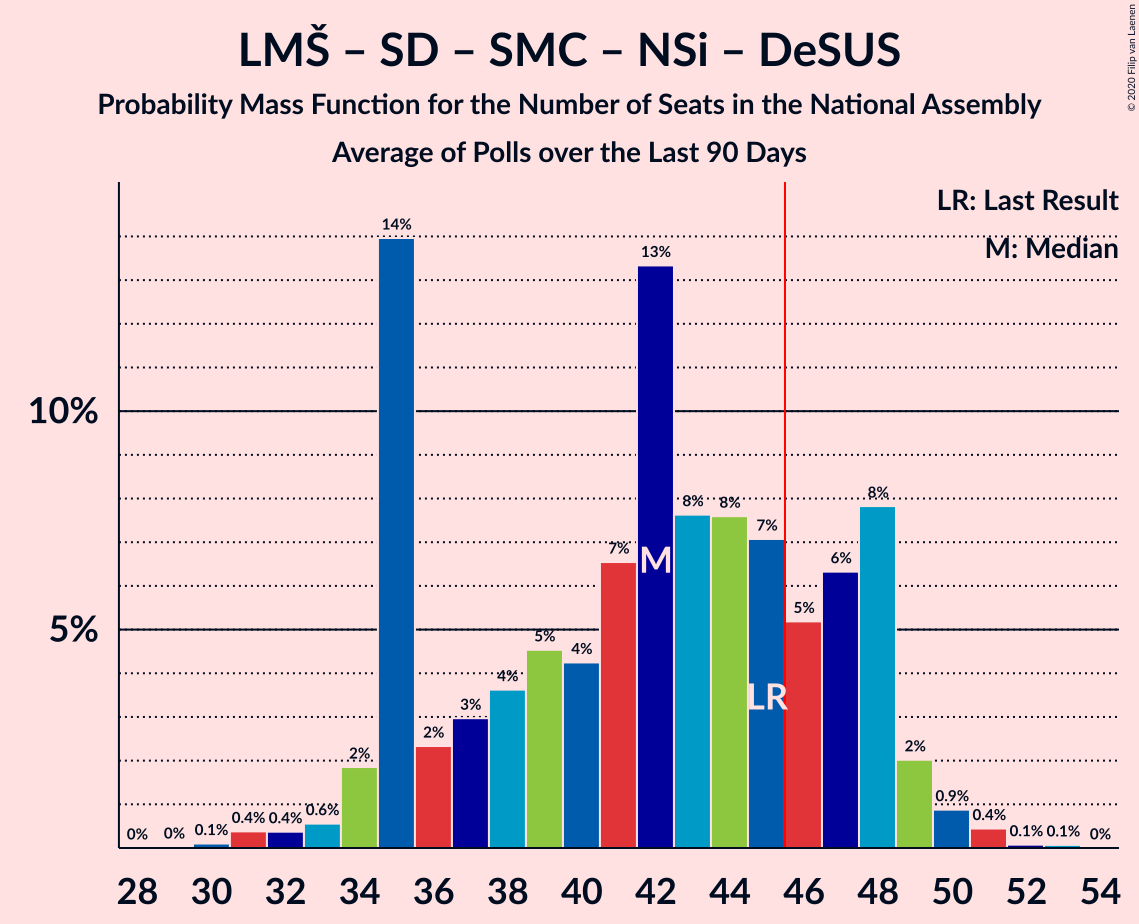 LMŠ – SD – SMC – NSi – DeSUS
Probability Mass Function for the Number of Seats in the National Assembly
Average of Polls over the Last 90 Days
© 2020 Filip van Laenen
LR: Last Result
M: Median
10%
5%
0% 0% 0.1% 0.4% 0.4% 0.6% 2% 14% 2% 3% 4% 5% 4% 7% 13% 8% 8% 7% 5% 6% 8% 2% 0.9% 0.4% 0.1% 0.1% 0%
M
LR
28 30 32 34 36 38 40 42 44 46 48 50 52 54